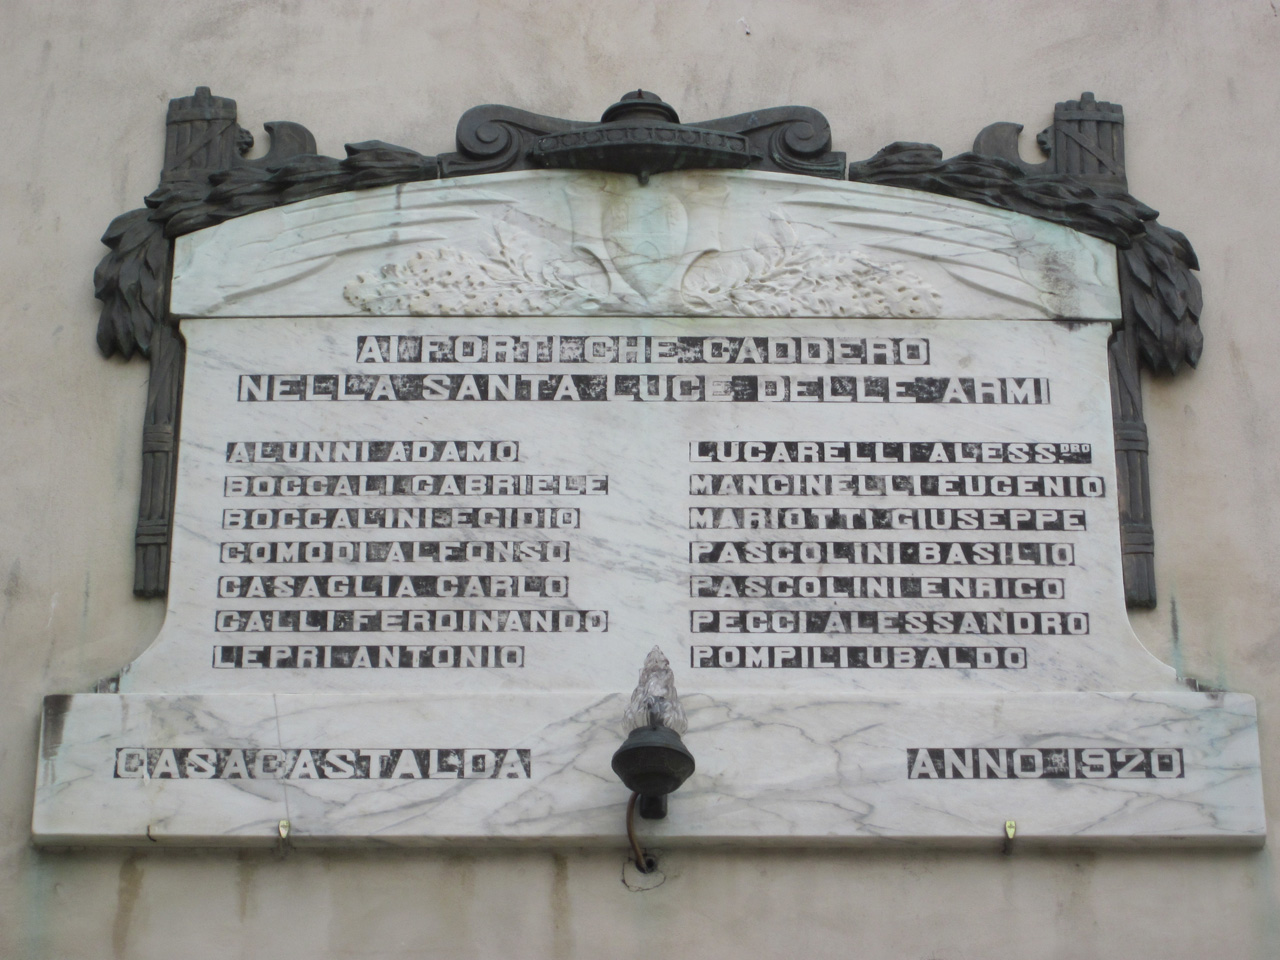 AI FORTI CHE CADDERO
NELLA SANTA LUCE DELLE ARMI
ALUNNI ADAMO
BOCCALI GABRIELE
BOCCALINI EGIDIO
COMODI ALFONSO
CASAGLIA CARLO
GALLI FERDINANDO
LEPRI ANTONIO
LUCARELLI ALESS.DRO
MANCINELLI EUGENIO
MARIOTTI GIUSEPPE
PASCOLINI BASILIO
PASCOLINI ENRICO
PECCI ALESSANDRO
POMPILI UBALDO
CASACASTALDA
ANNO 1920